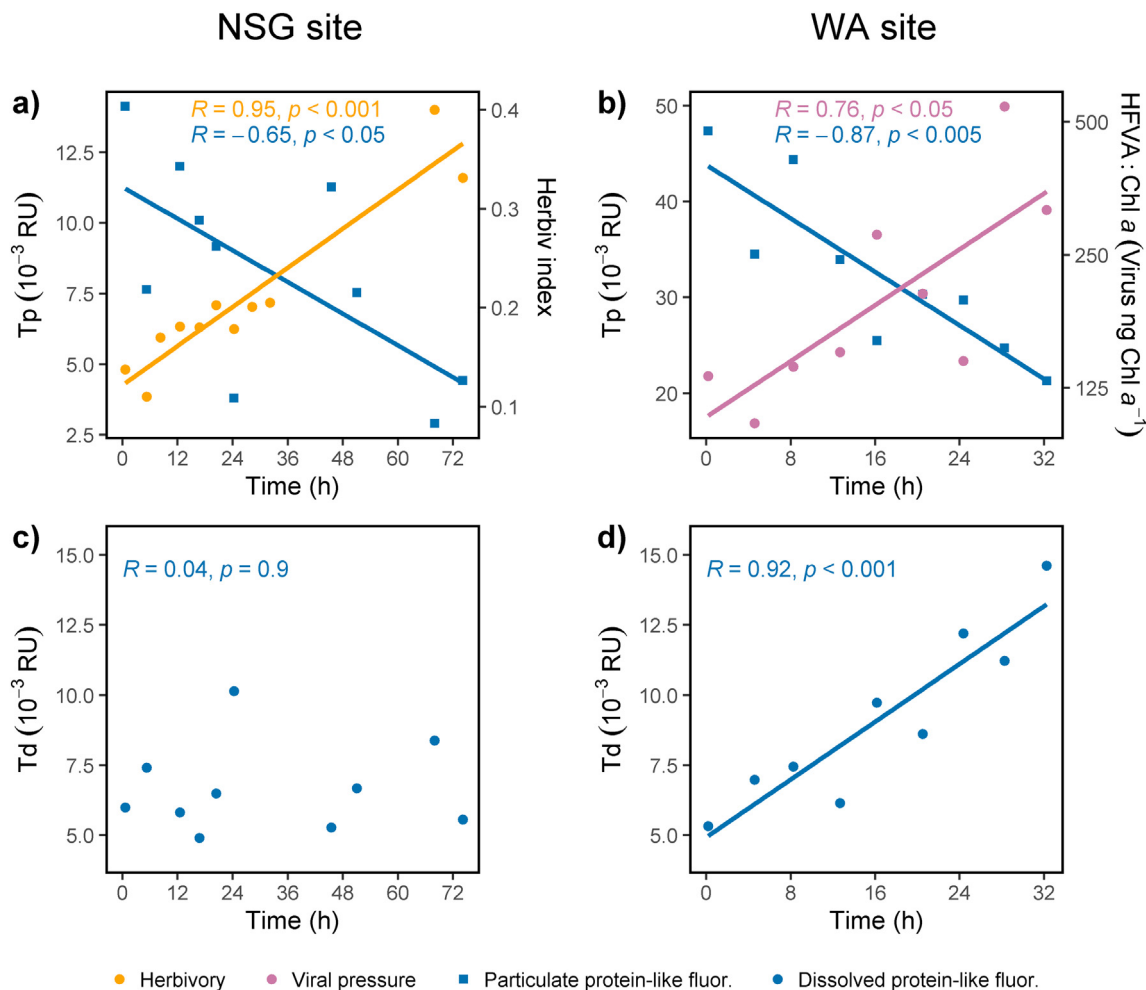 NSG site
WA site
a)
R = 0.95, p < 0.001
R = −0.65, p < 0.05
12.5
10.0
7.5
5.0
2.5
Tp (10⁻³ RU)
0.4
0.3
0.2
0.1
Herbiv index
0 12 24 36 48 60 72
Time (h)
b)
R = 0.76, p < 0.05
R = −0.87, p < 0.005
50
40
30
20
Tp (10⁻³ RU)
500
250
125
HFVA : Chl a (Virus ng Chl a⁻¹)
0 8 16 24 32
Time (h)
c)
R = 0.04, p = 0.9
15.0
12.5
10.0
7.5
5.0
Td (10⁻³ RU)
0 12 24 36 48 60 72
Time (h)
d)
R = 0.92, p < 0.001
15.0
12.5
10.0
7.5
5.0
Td (10⁻³ RU)
0 8 16 24 32
Time (h)
Herbivory Viral pressure Particulate protein-like fluor. Dissolved protein-like fluor.